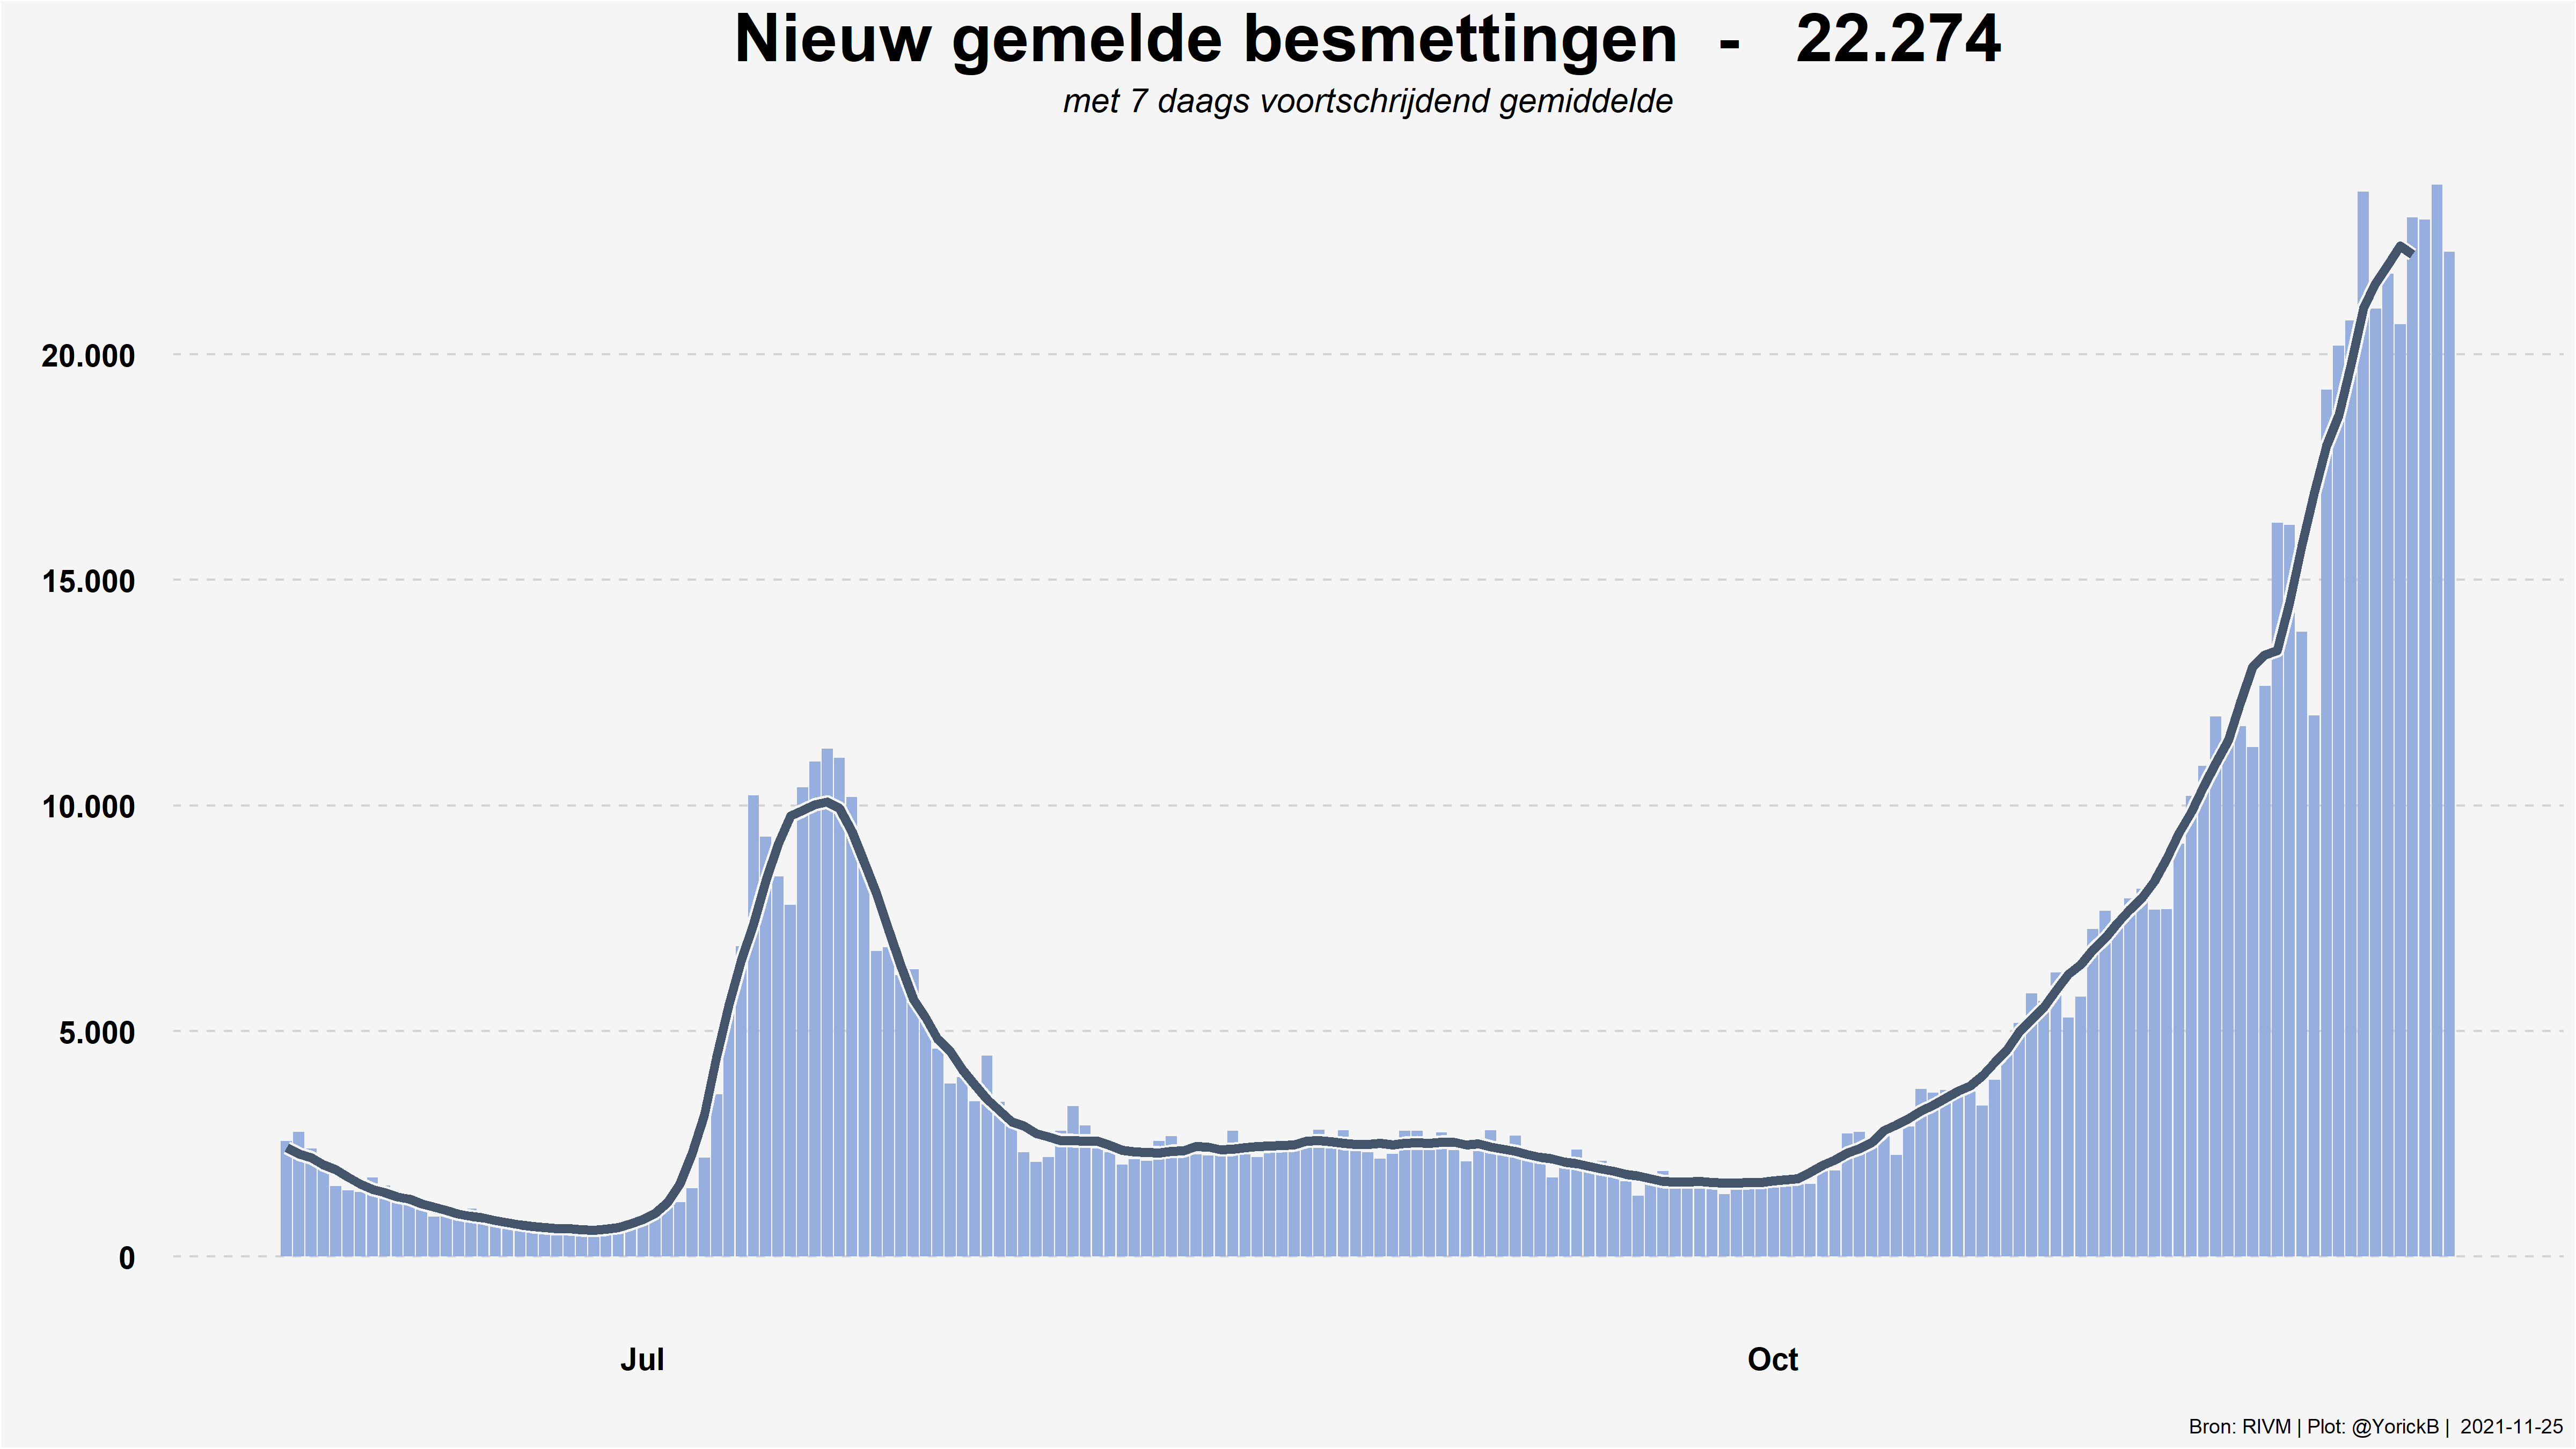 Nieuw gemelde besmettingen - 22.274
met 7 daags voortschrijdend gemiddelde
20.000
15.000
10.000
5.000
0
Jul
Oct
Bron: RIVM | Plot: @YorickB | 2021-11-25